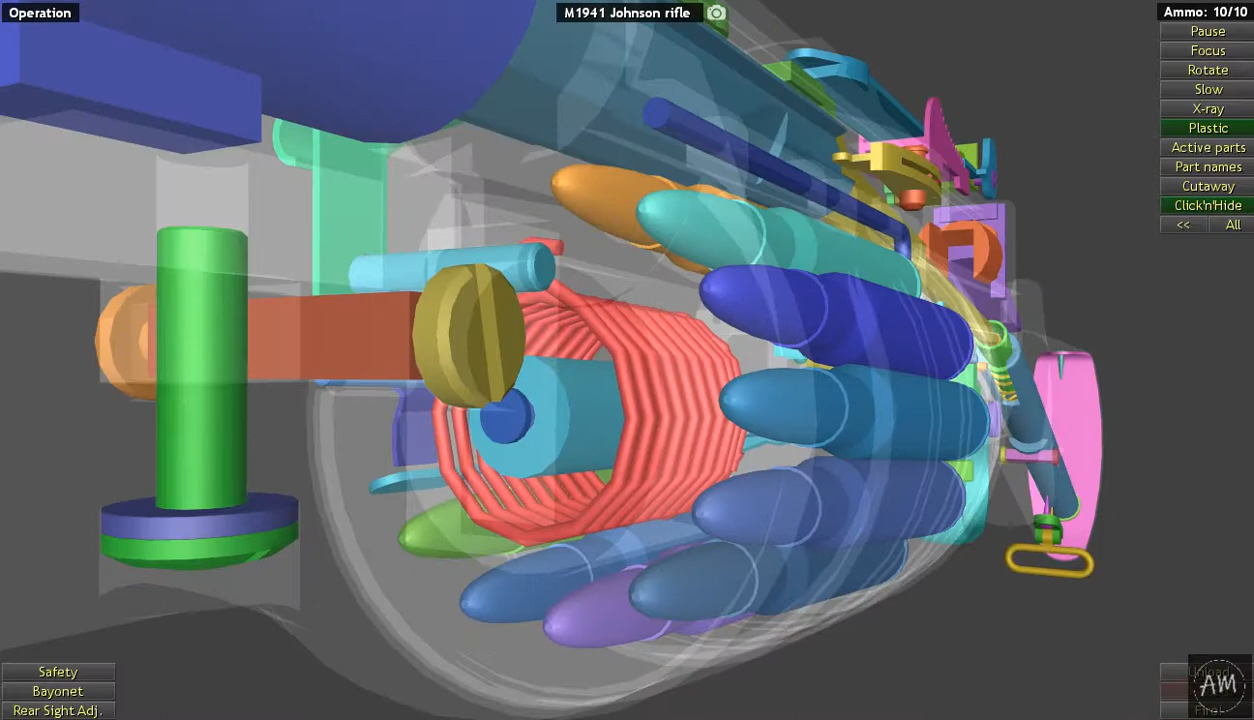 Operation
M1941 Johnson rifle
Ammo: 10/10
Pause
Focus
Rotate
Slow
X-ray
Plastic
Active parts
Part names
Cutaway
Click'n'Hide
<< All
Safety
Bayonet
Rear Sight Adj.
AM